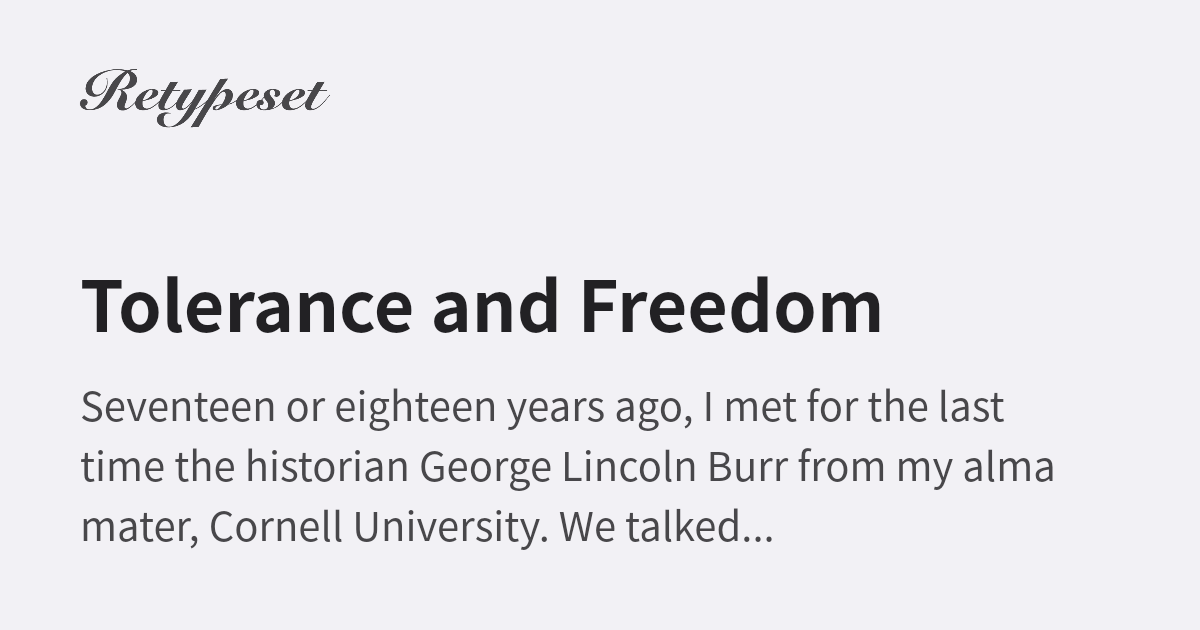 Retypeset
Tolerance and Freedom
Seventeen or eighteen years ago, I met for the last
time the historian George Lincoln Burr from my alma
mater, Cornell University. We talked...